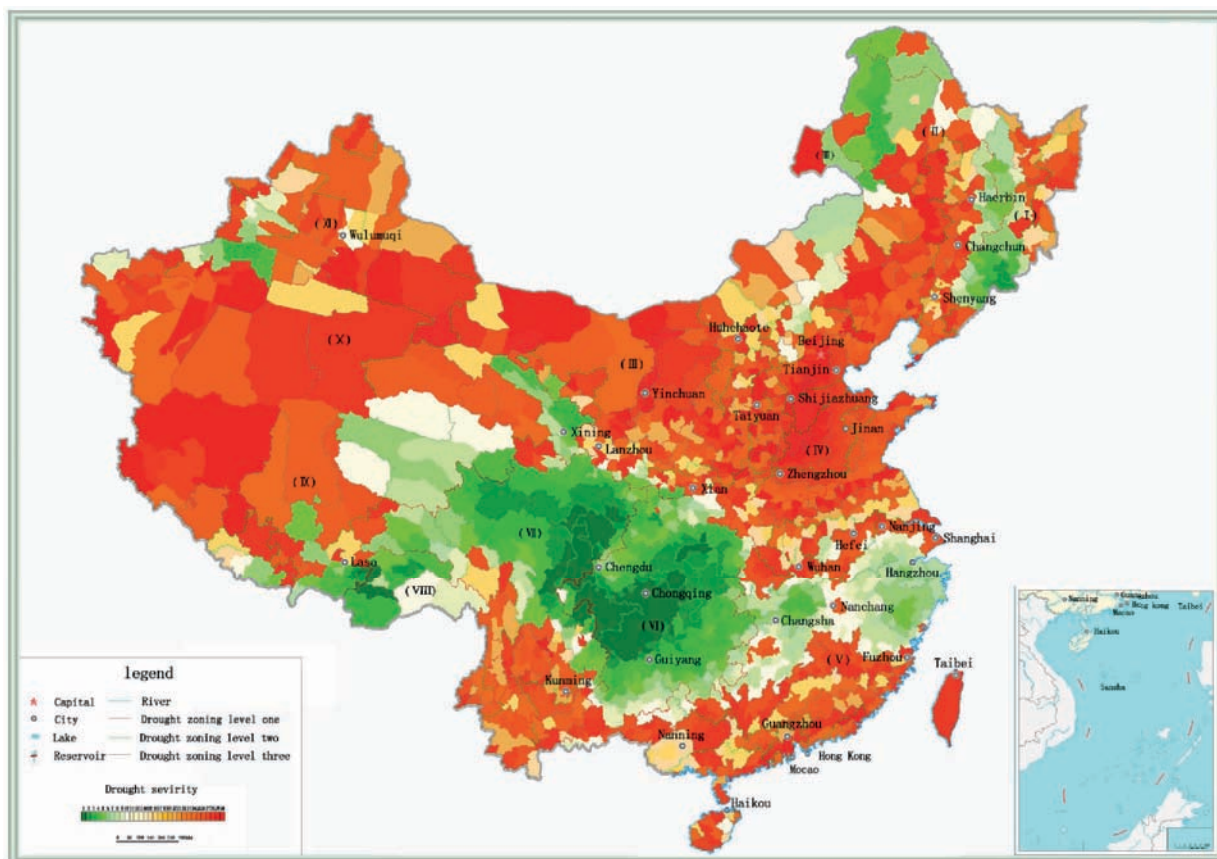 (Ⅱ)
(Ⅺ)
Haerbin
(Ⅰ)
Wulumuqi
Changchun
Shenyang
Huhehaote
Beijing
(Ⅹ)
(Ⅲ)
Tianjin
Yinchuan
Shijiazhuang
Taiyuan
Xining
Jinan
Lanzhou
(Ⅳ)
Zhengzhou
Xian
(Ⅸ)
Nanjing
(Ⅶ)
Hefei
Shanghai
Laso
Chengdu
Wuhan
Hangzhou
(Ⅷ)
Chongqing
Nanchang
(Ⅵ)
Changsha
Guiyang
(Ⅴ)
Fuzhou
Taibei
Kunming
Guangzhou
Nanning
Hong Kong
Mocao
Haikou
legend
Capital
River
City
Drought zoning level one
Lake
Drought zoning level two
Reservoir
Drought zoning level three
Drought sevirity
Nanning
Guangzhou
Hong kong
Taibei
Macao
Haikou
Sansha